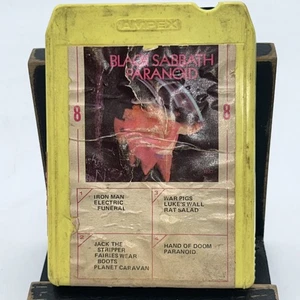 AMPEX
BLACK SABBATH
PARANOID
8
8
1
IRON MAN
ELECTRIC
FUNERAL
3
WAR PIGS
LUKE'S WALL
RAT SALAD
2
JACK THE
STRIPPER
FAIRIES WEAR
BOOTS
PLANET CARAVAN
4
HAND OF DOOM
PARANOID